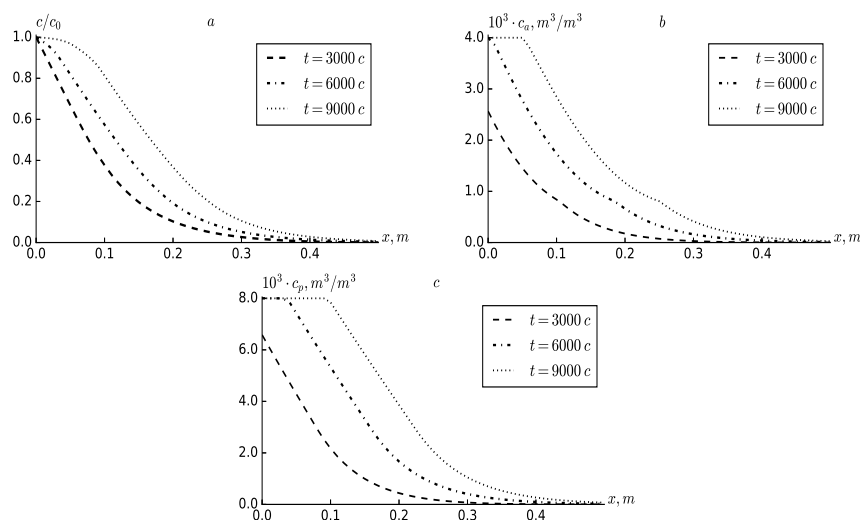 c/c₀ a
1.0
0.8
0.6
0.4
0.2
0.0
0.0 0.1 0.2 0.3 0.4
x, m
t = 3000 c
t = 6000 c
t = 9000 c
10³ · cₐ, m³/m³ b
4.0
3.0
2.0
1.0
0.0
0.0 0.1 0.2 0.3 0.4
x, m
t = 3000 c
t = 6000 c
t = 9000 c
10³ · cₚ, m³/m³ c
8.0
6.0
4.0
2.0
0.0
0.0 0.1 0.2 0.3 0.4
x, m
t = 3000 c
t = 6000 c
t = 9000 c